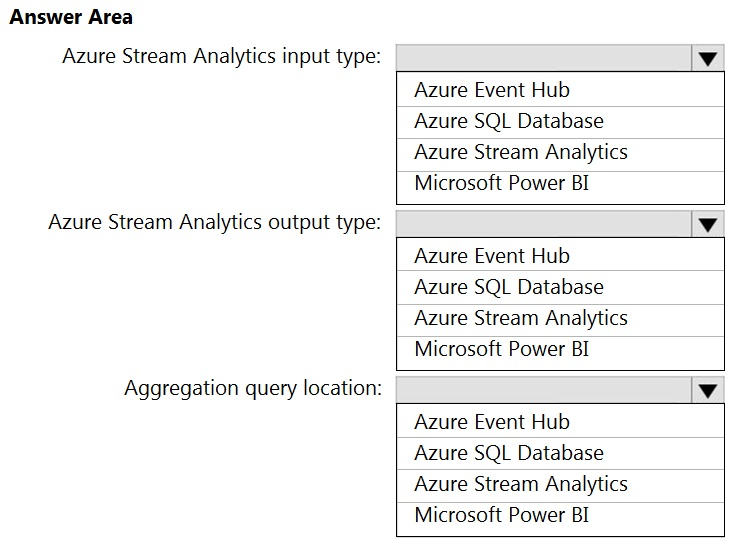 Answer Area
Azure Stream Analytics input type:
Azure Event Hub
Azure SQL Database
Azure Stream Analytics
Microsoft Power BI
Azure Stream Analytics output type:
Azure Event Hub
Azure SQL Database
Azure Stream Analytics
Microsoft Power BI
Aggregation query location:
Azure Event Hub
Azure SQL Database
Azure Stream Analytics
Microsoft Power BI